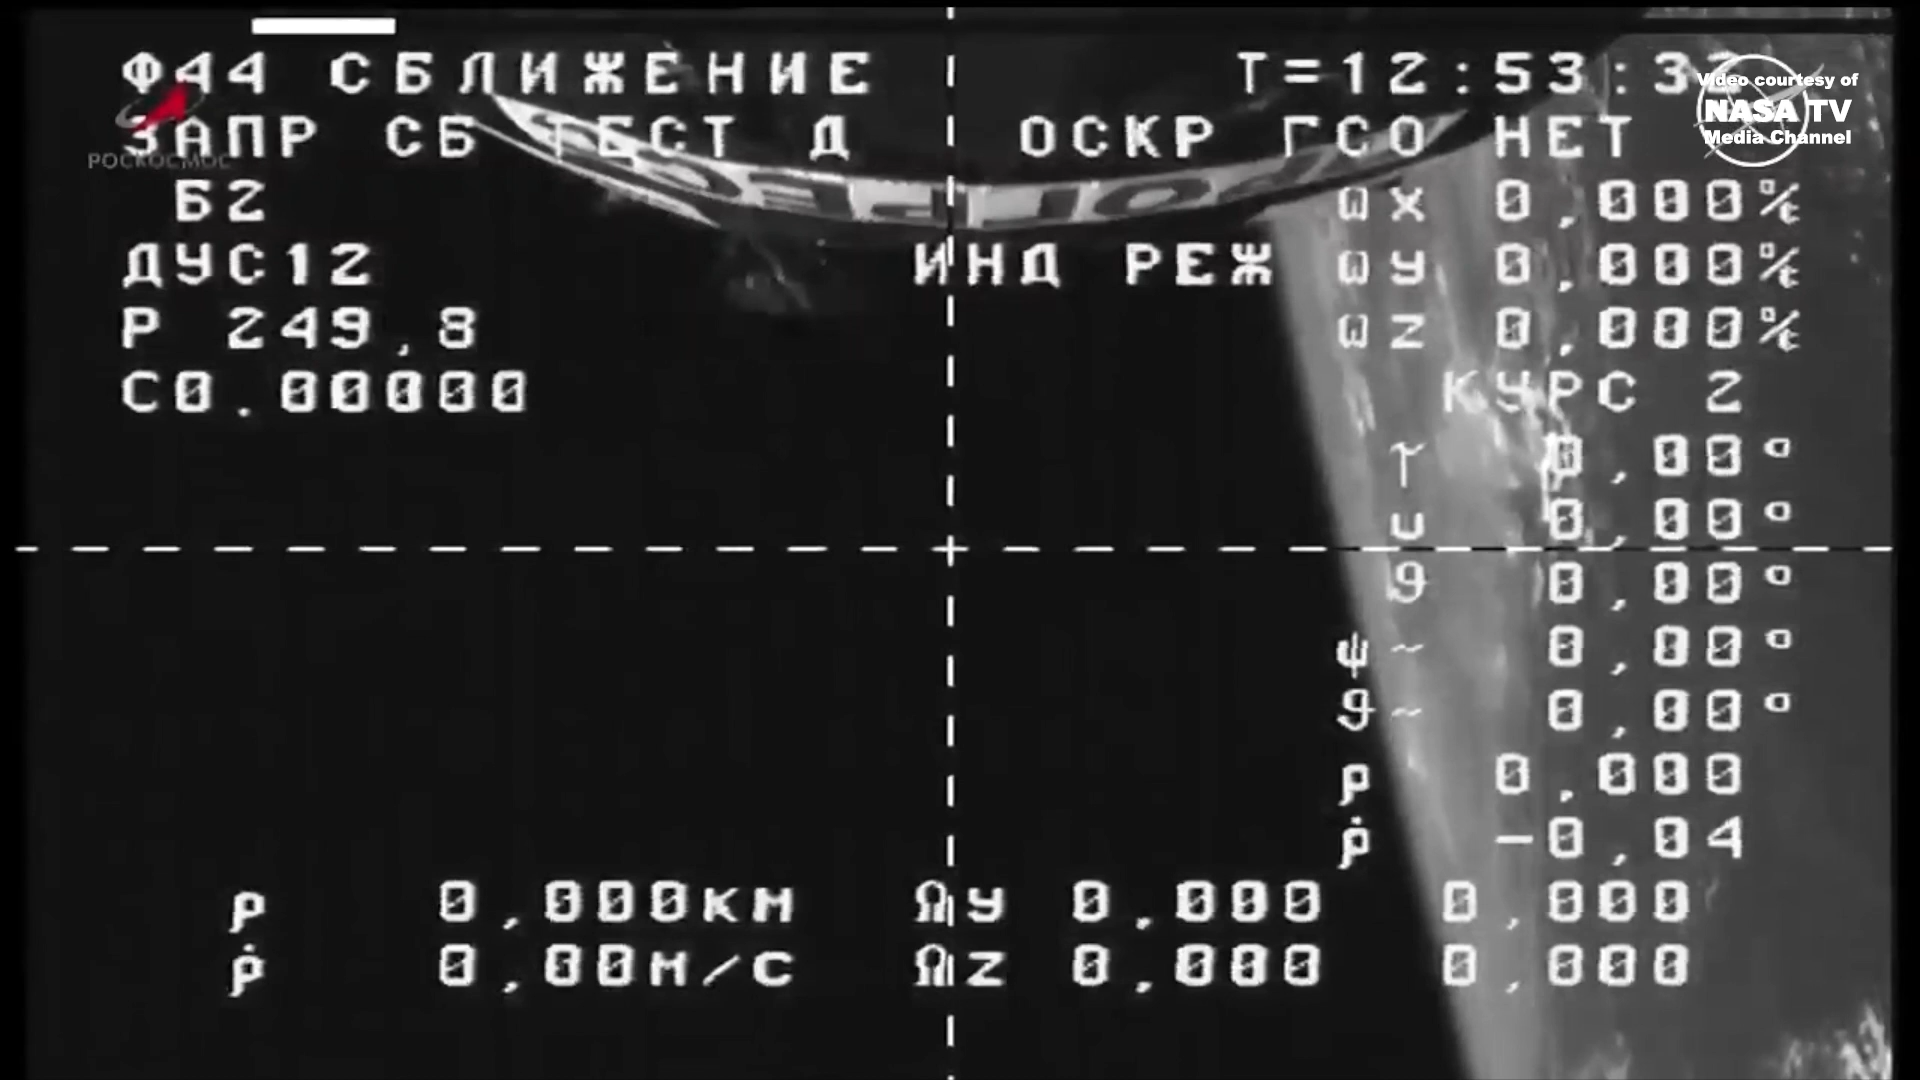 Ф44 СБЛИЖЕНИЕ T=12:53:3
Video courtesy of
NASA TV
Media Channel
ЗАПР СБ ТЕСТ Д ОСКР ГСО НЕТ
РОСКОСМОС
Б2 ωx 0,000°/с
ДУС12 ИНД РЕЖ ωy 0,000°/с
Р 249,8 ωz 0,000°/с
С0.00000 КУРС 2
γ 0,00°
u 0,00°
ϑ 0,00°
ψ~ 0,00°
ϑ~ 0,00°
ρ 0,000
ρ̇ -0,04
ρ 0,000КМ Ωy 0,000 0,000
ρ̇ 0,00М/С Ωz 0,000 0,000